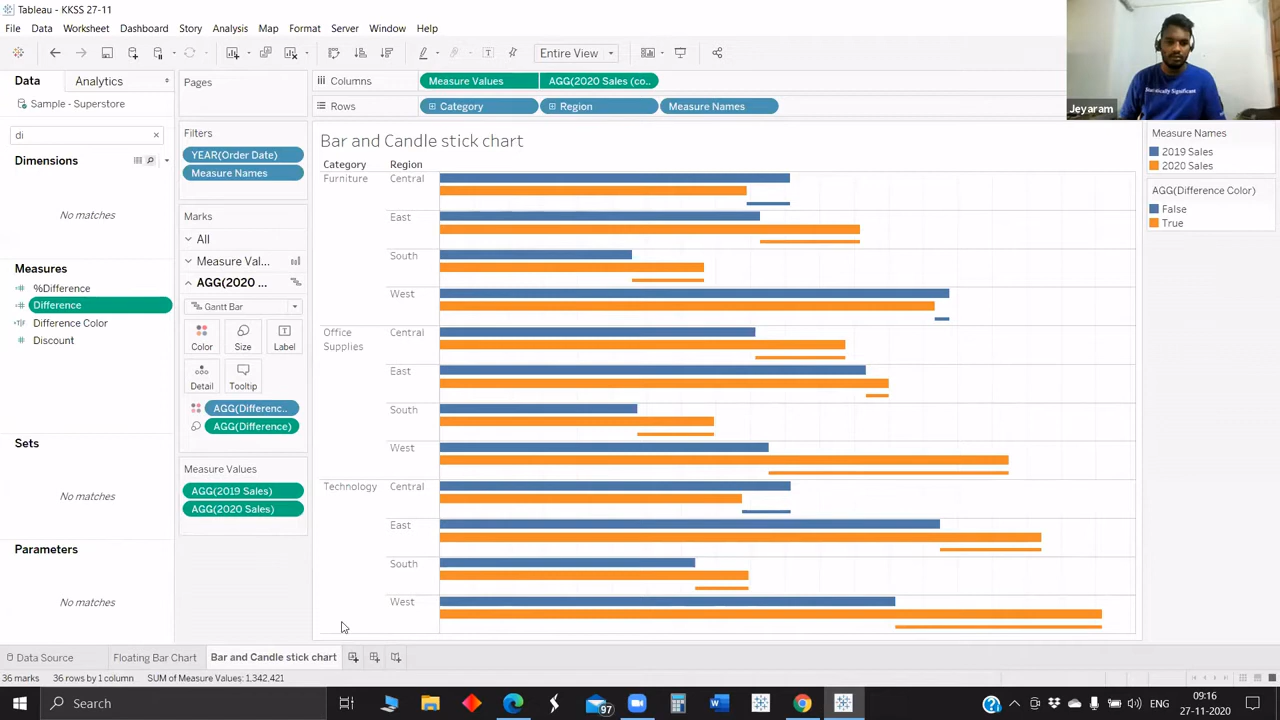 Tableau - KKSS 27-11
File Data Worksheet Dashboard Story Analysis Map Format Server Window Help
Entire View
Data Analytics
Sample - Superstore
di
Dimensions
No matches
Measures
%Difference
Difference
Difference Color
Discount
Sets
No matches
Parameters
No matches
Pages
Filters
YEAR(Order Date)
Measure Names
Marks
All
Measure Val...
AGG(2020 ...
Gantt Bar
Color Size Label
Detail Tooltip
AGG(Differenc..
AGG(Difference)
Measure Values
AGG(2019 Sales)
AGG(2020 Sales)
Columns Measure Values AGG(2020 Sales (co..
Rows Category Region Measure Names
Bar and Candle stick chart
Category Region
Furniture Central
East
South
West
Office Supplies Central
East
South
West
Technology Central
East
South
West
Statistically Significant
Jeyaram
Measure Names
2019 Sales
2020 Sales
AGG(Difference Color)
False
True
Data Source Floating Bar Chart Bar and Candle stick chart
36 marks 36 rows by 1 column SUM of Measure Values: 1,342,421
Search
97
ENG
09:16
27-11-2020